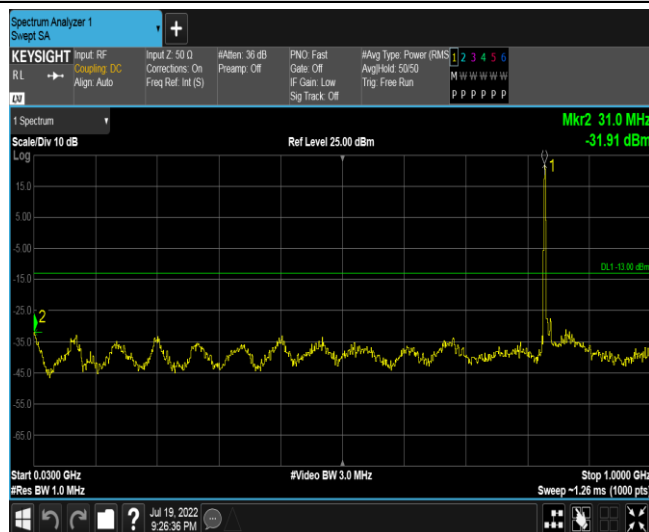 Spectrum Analyzer 1
Swept SA
+
KEYSIGHT
RL
LXI
Input: RF
Coupling: DC
Align: Auto
Input Z: 50 Ω
Corrections: On
Freq Ref: Int (S)
#Atten: 36 dB
Preamp: Off
PNO: Fast
Gate: Off
IF Gain: Low
Sig Track: Off
#Avg Type: Power (RMS
Avg|Hold: 50/50
Trig: Free Run
1 2 3 4 5 6
M W W W W W
P P P P P P
1 Spectrum
Mkr2 31.0 MHz
Scale/Div 10 dB
Ref Level 25.00 dBm
-31.91 dBm
Log
1
15.0
5.00
-5.00
DL1 -13.00 dBm
-15.0
-25.0
2
-35.0
-45.0
-55.0
-65.0
Start 0.0300 GHz
#Video BW 3.0 MHz
Stop 1.0000 GHz
#Res BW 1.0 MHz
Sweep ~1.26 ms (1000 pts)
?
Jul 19, 2022
9:26:36 PM